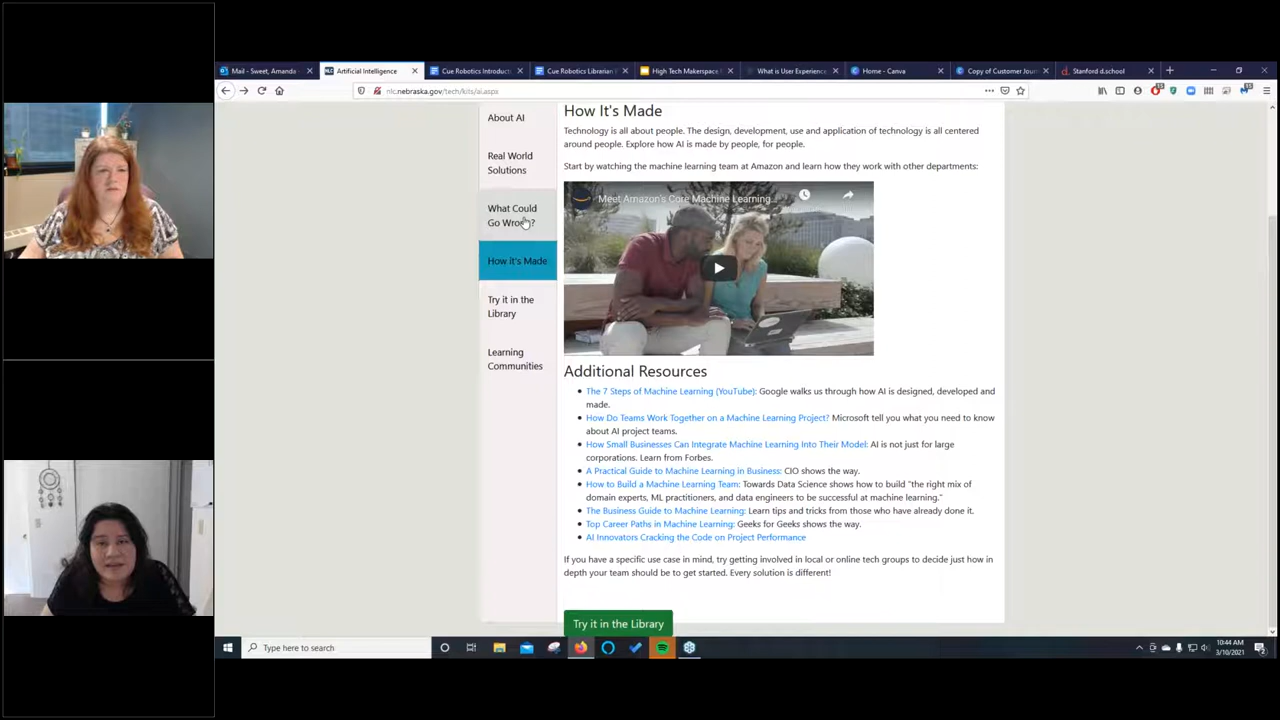 Mail - Sweet, Amanda
Artificial Intelligence
Cue Robotics Introduct
Cue Robotics Librarian
High Tech Makerspace
What is User Experience
Home - Canva
Copy of Customer Jour
Stanford d.school
nlc.nebraska.gov/tech/kits/ai.aspx
About AI
Real World
Solutions
What Could
Go Wrong?
How it's Made
Try it in the
Library
Learning
Communities
How It's Made
Technology is all about people. The design, development, use and application of technology is all centered
around people. Explore how AI is made by people, for people.
Start by watching the machine learning team at Amazon and learn how they work with other departments:
Meet Amazon's Core Machine Learning...
Additional Resources
The 7 Steps of Machine Learning (YouTube): Google walks us through how AI is designed, developed and
made.
How Do Teams Work Together on a Machine Learning Project? Microsoft tell you what you need to know
about AI project teams.
How Small Businesses Can Integrate Machine Learning Into Their Model: AI is not just for large
corporations. Learn from Forbes.
A Practical Guide to Machine Learning in Business: CIO shows the way.
How to Build a Machine Learning Team: Towards Data Science shows how to build "the right mix of
domain experts, ML practitioners, and data engineers to be successful at machine learning."
The Business Guide to Machine Learning: Learn tips and tricks from those who have already done it.
Top Career Paths in Machine Learning: Geeks for Geeks shows the way.
AI Innovators Cracking the Code on Project Performance
If you have a specific use case in mind, try getting involved in local or online tech groups to decide just how in
depth your team should be to get started. Every solution is different!
Try it in the Library
Type here to search
10:44 AM
3/10/2021